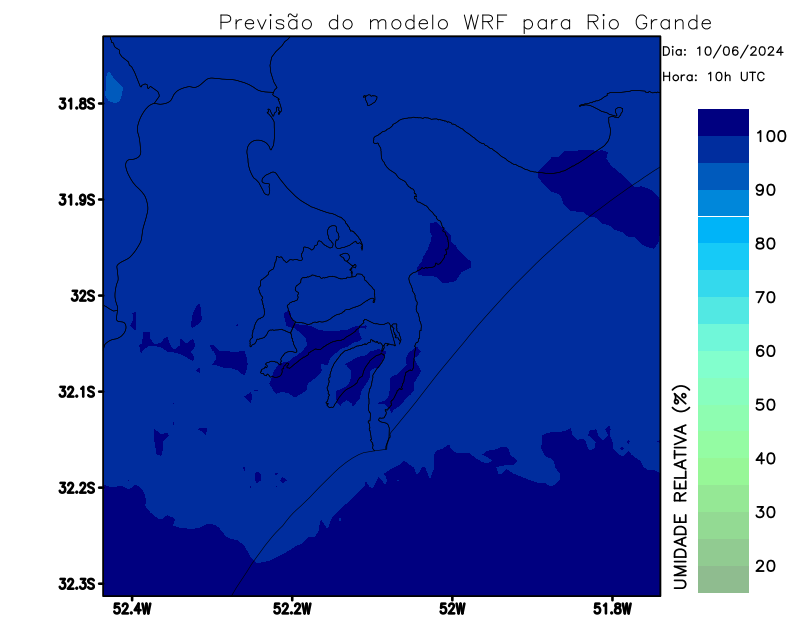 Previsão do modelo WRF para Rio Grande
Dia: 10/06/2024
Hora: 10h UTC
31.8S
31.9S
32S
32.1S
32.2S
32.3S
52.4W
52.2W
52W
51.8W
100
90
80
70
60
50
40
30
20
UMIDADE RELATIVA (%)